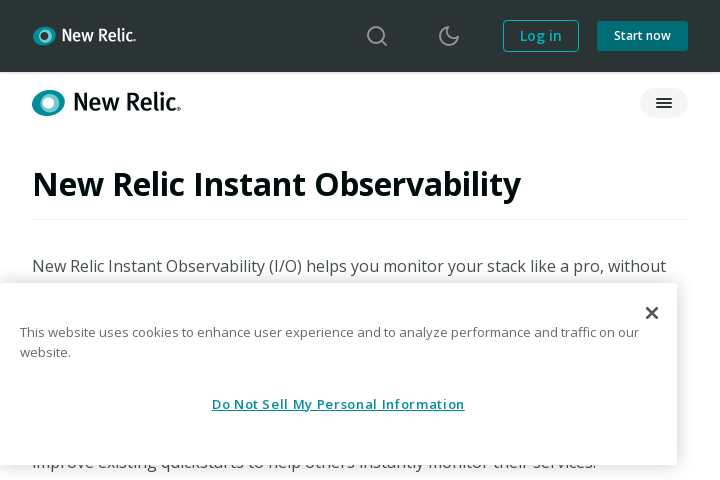 New Relic
Log in
Start now
New Relic
New Relic Instant Observability
New Relic Instant Observability (I/O) helps you monitor your stack like a pro, without
This website uses cookies to enhance user experience and to analyze performance and traffic on our
website.
Do Not Sell My Personal Information
improve existing quickstarts to help others instantly monitor their services.